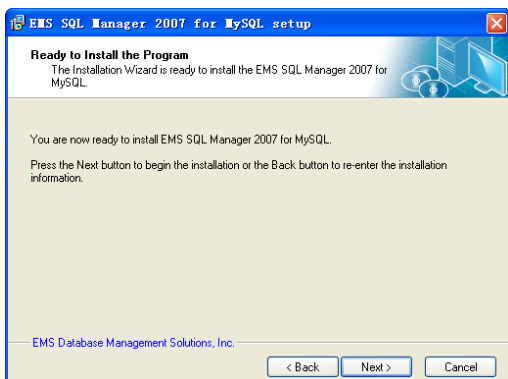 EMS SQL Manager 2007 for MySQL setup
Ready to Install the Program
The Installation Wizard is ready to install the EMS SQL Manager 2007 for
MySQL.
You are now ready to install EMS SQL Manager 2007 for MySQL.
Press the Next button to begin the installation or the Back button to re-enter the installation
information.
EMS Database Management Solutions, Inc.
< Back
Next >
Cancel